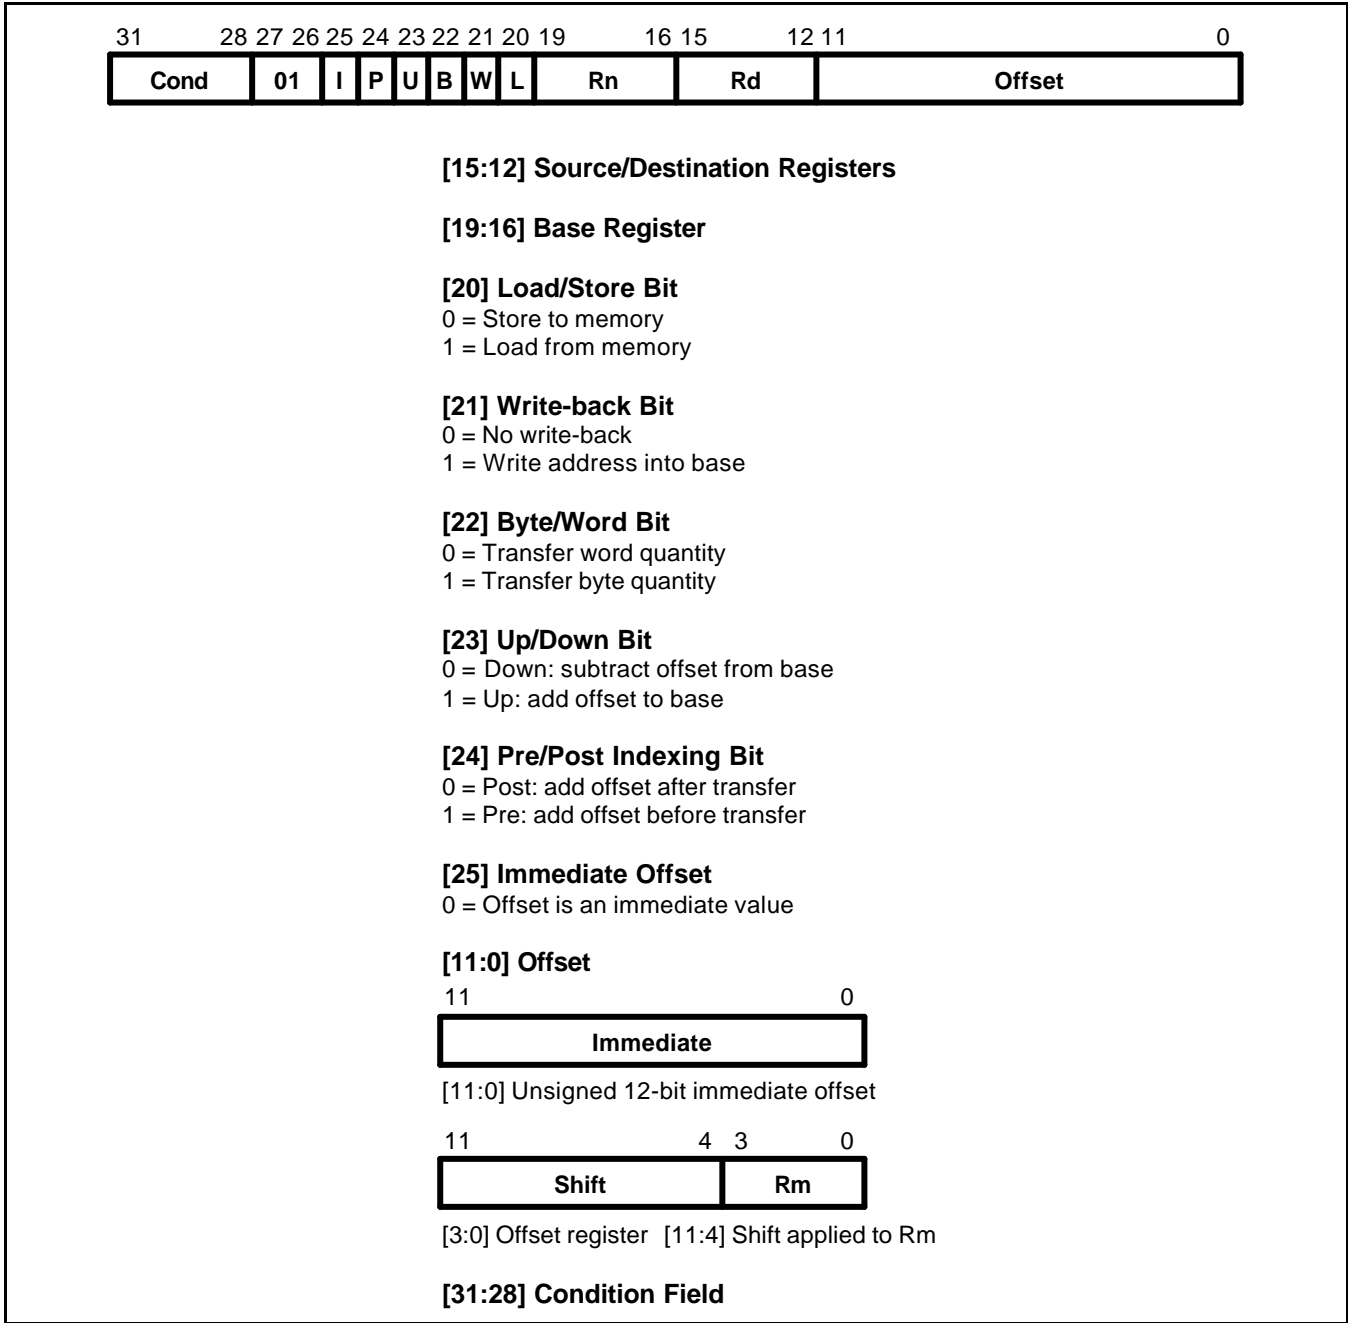 31 28 27 26 25 24 23 22 21 20 19 16 15 12 11 0
Cond 01 I P U B W L Rn Rd Offset
[15:12] Source/Destination Registers
[19:16] Base Register
[20] Load/Store Bit
0 = Store to memory
1 = Load from memory
[21] Write-back Bit
0 = No write-back
1 = Write address into base
[22] Byte/Word Bit
0 = Transfer word quantity
1 = Transfer byte quantity
[23] Up/Down Bit
0 = Down: subtract offset from base
1 = Up: add offset to base
[24] Pre/Post Indexing Bit
0 = Post: add offset after transfer
1 = Pre: add offset before transfer
[25] Immediate Offset
0 = Offset is an immediate value
[11:0] Offset
11 0
Immediate
[11:0] Unsigned 12-bit immediate offset
11 4 3 0
Shift Rm
[3:0] Offset register [11:4] Shift applied to Rm
[31:28] Condition Field